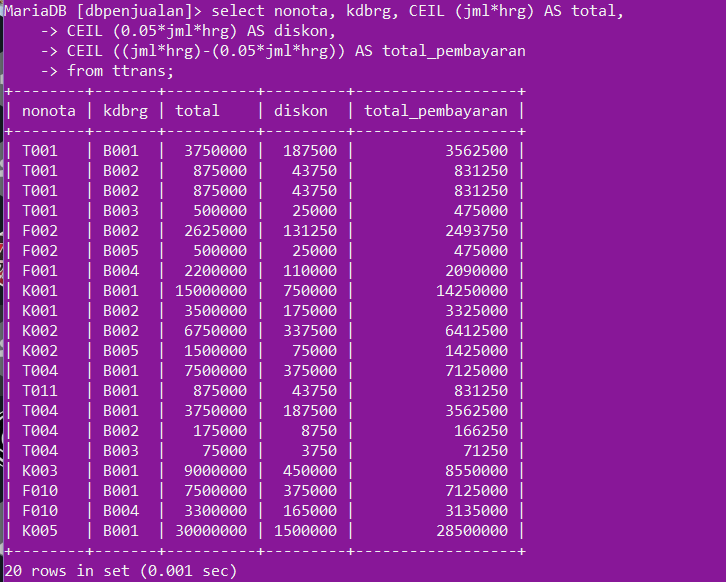 MariaDB [dbpenjualan]> select nonota, kdbrg, CEIL (jml*hrg) AS total,
    -> CEIL (0.05*jml*hrg) AS diskon,
    -> CEIL ((jml*hrg)-(0.05*jml*hrg)) AS total_pembayaran
    -> from ttrans;
+--------+-------+----------+---------+------------------+
| nonota | kdbrg | total    | diskon  | total_pembayaran |
+--------+-------+----------+---------+------------------+
| T001   | B001  |  3750000 |  187500 |          3562500 |
| T001   | B002  |   875000 |   43750 |           831250 |
| T001   | B002  |   875000 |   43750 |           831250 |
| T001   | B003  |   500000 |   25000 |           475000 |
| F002   | B002  |  2625000 |  131250 |          2493750 |
| F002   | B005  |   500000 |   25000 |           475000 |
| F001   | B004  |  2200000 |  110000 |          2090000 |
| K001   | B001  | 15000000 |  750000 |         14250000 |
| K001   | B002  |  3500000 |  175000 |          3325000 |
| K002   | B002  |  6750000 |  337500 |          6412500 |
| K002   | B005  |  1500000 |   75000 |          1425000 |
| T004   | B001  |  7500000 |  375000 |          7125000 |
| T011   | B001  |   875000 |   43750 |           831250 |
| T004   | B001  |  3750000 |  187500 |          3562500 |
| T004   | B002  |   175000 |    8750 |           166250 |
| T004   | B003  |    75000 |    3750 |            71250 |
| K003   | B001  |  9000000 |  450000 |          8550000 |
| F010   | B001  |  7500000 |  375000 |          7125000 |
| F010   | B004  |  3300000 |  165000 |          3135000 |
| K005   | B001  | 30000000 | 1500000 |         28500000 |
+--------+-------+----------+---------+------------------+
20 rows in set (0.001 sec)